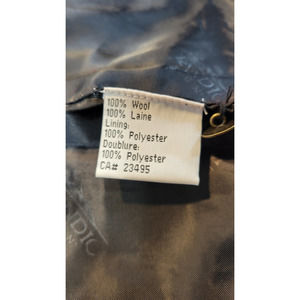 100% Wool
100% Laine
Lining:
100% Polyester
Doublure:
100% Polyester
CA# 23495